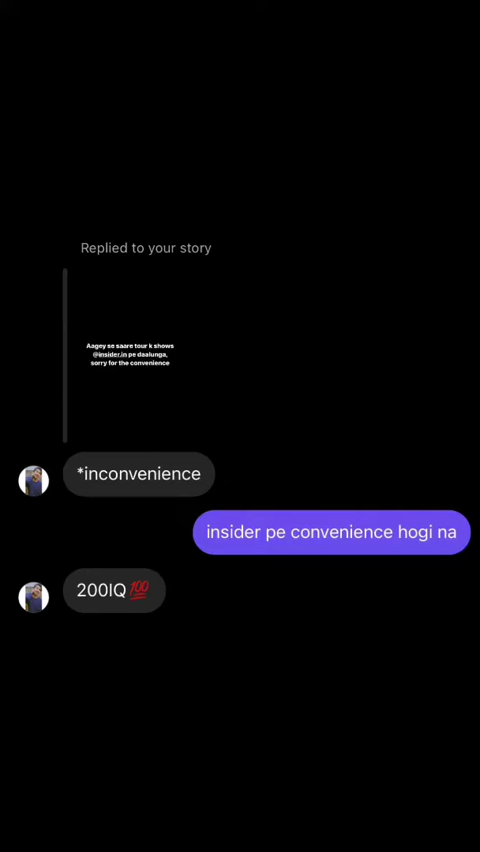 Replied to your story
Aagey se saare tour k shows
@insider.in pe daalunga,
sorry for the convenience
*inconvenience
insider pe convenience hogi na
200IQ💯